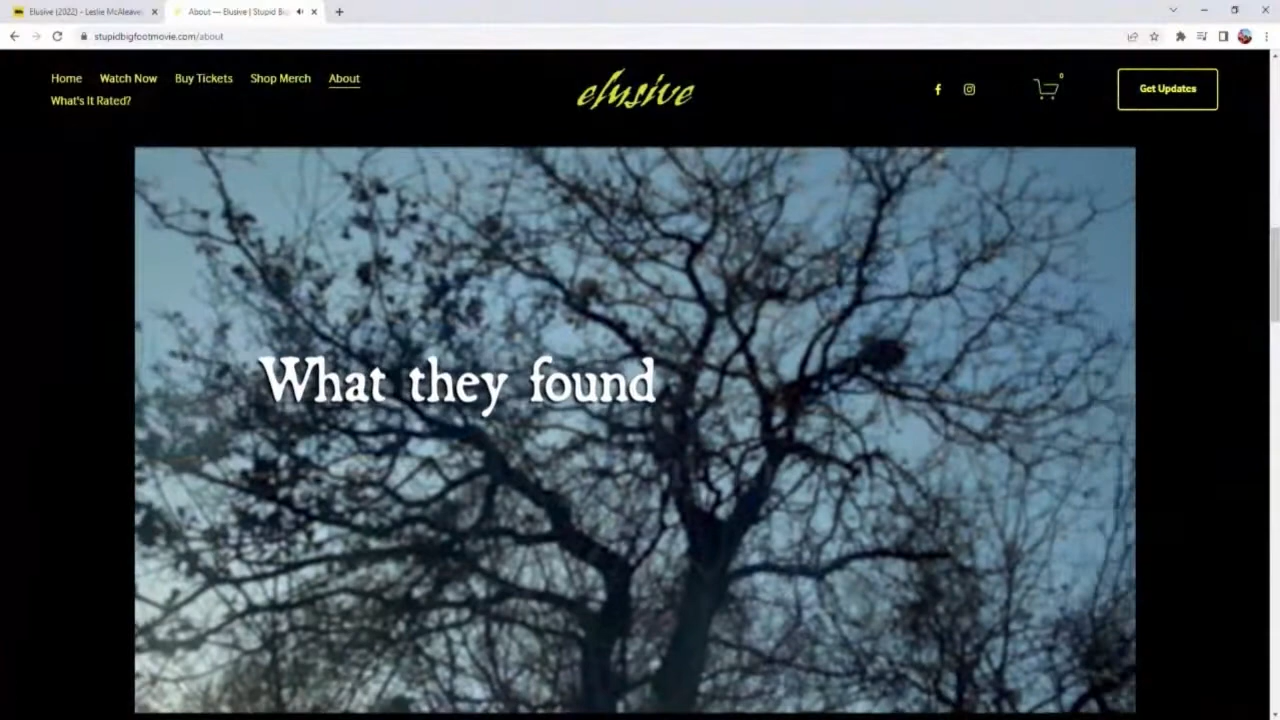 Elusive (2022) - Leslie McAleave
About — Elusive | Stupid Big
stupidbigfootmovie.com/about
Home
Watch Now
Buy Tickets
Shop Merch
About
What's It Rated?
elusive
0
Get Updates
What they found